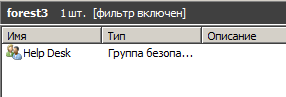 forest3 1 шт. [фильтр включен]
Имя Тип Описание
Help Desk Группа безопа...